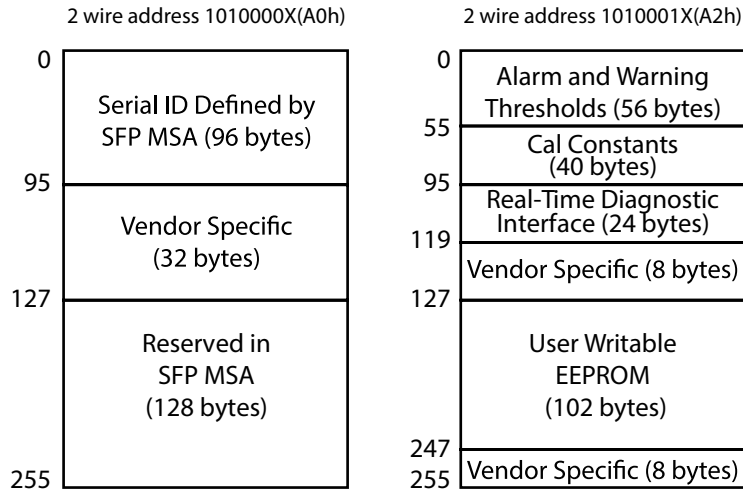 2 wire address 1010000X(A0h)
0
Serial ID Defined by
SFP MSA (96 bytes)
95
Vendor Specific
(32 bytes)
127
Reserved in
SFP MSA
(128 bytes)
255
2 wire address 1010001X(A2h)
0
Alarm and Warning
Thresholds (56 bytes)
55
Cal Constants
(40 bytes)
95
Real-Time Diagnostic
Interface (24 bytes)
119
Vendor Specific (8 bytes)
127
User Writable
EEPROM
(102 bytes)
247
Vendor Specific (8 bytes)
255